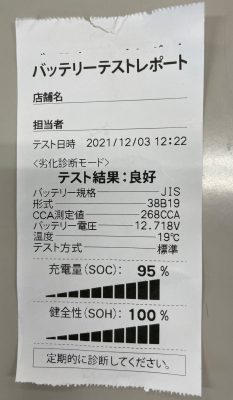 バッテリーテストレポート
店舗名
担当者
テスト日時 2021/12/03 12:22
<劣化診断モード>
テスト結果:良好
バッテリー規格 JIS
形式 38B19
CCA測定値 268CCA
バッテリー電圧 12.718V
温度 19℃
テスト方式 標準
充電量(SOC): 95 %
健全性(SOH): 100 %
定期的に診断してください。